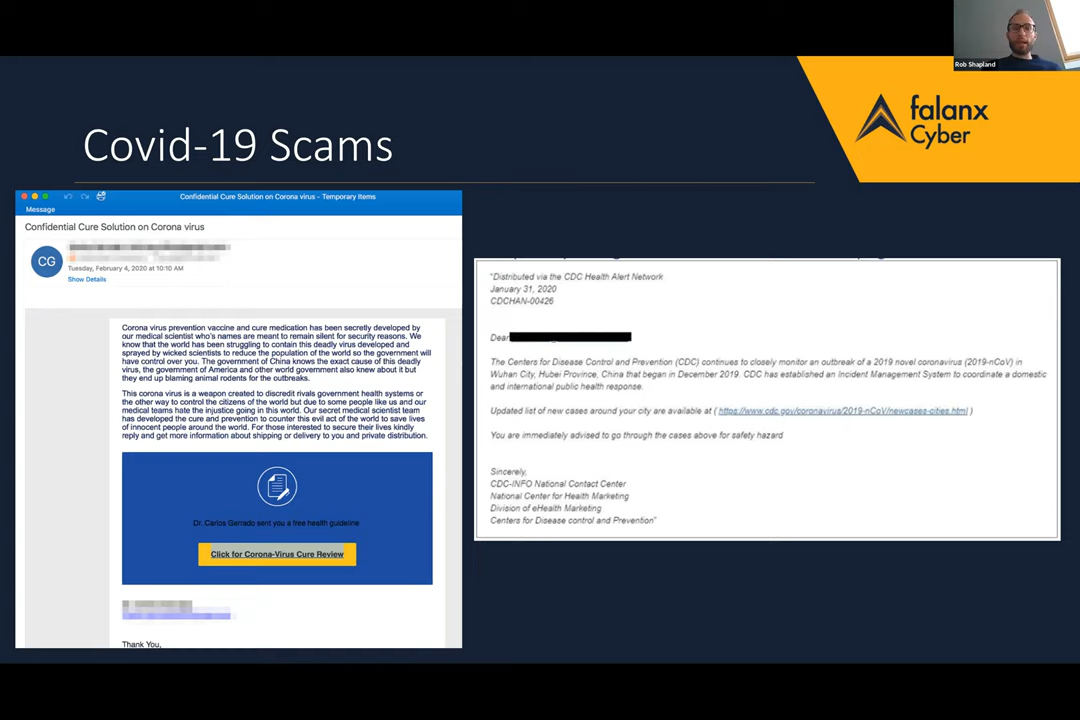 Rob Shapland
falanx
Cyber
Covid-19 Scams
Confidential Cure Solution on Corona virus - Temporary Items
Message
Confidential Cure Solution on Corona virus
CG
Tuesday, February 4, 2020 at 10:10 AM
Show Details
Corona virus prevention vaccine and cure medication has been secretly developed by
our medical scientist who's names are meant to remain silent for security reasons. We
know that the world has been struggling to contain this deadly virus developed and
sprayed by wicked scientists to reduce the population of the world so the government will
have control over you. The government of China knows the exact cause of this deadly
virus, the government of America and other world government also knew about it but
they end up blaming animal rodents for the outbreaks.
This corona virus is a weapon created to discredit rivals government health systems or
the other way to control the citizens of the world but due to some people like us and our
medical teams hate the injustice going in this world. Our secret medical scientist team
has developed the cure and prevention to counter this evil act of the world to save lives
of innocent people around the world. For those interested to secure their lives kindly
reply and get more information about shipping or delivery to you and private distribution.
Dr. Carlos Gerrado sent you a free health guideline
Click for Corona-Virus Cure Review
Thank You,
"Distributed via the CDC Health Alert Network
January 31, 2020
CDCHAN-00426
Dear
The Centers for Disease Control and Prevention (CDC) continues to closely monitor an outbreak of a 2019 novel coronavirus (2019-nCoV) in
Wuhan City, Hubei Province, China that began in December 2019. CDC has established an Incident Management System to coordinate a domestic
and international public health response.
Updated list of new cases around your city are available at ( https://www.cdc.gov/coronavirus/2019-nCoV/newcases-cities.html )
You are immediately advised to go through the cases above for safety hazard
Sincerely,
CDC-INFO National Contact Center
National Center for Health Marketing
Division of eHealth Marketing
Centers for Disease control and Prevention"